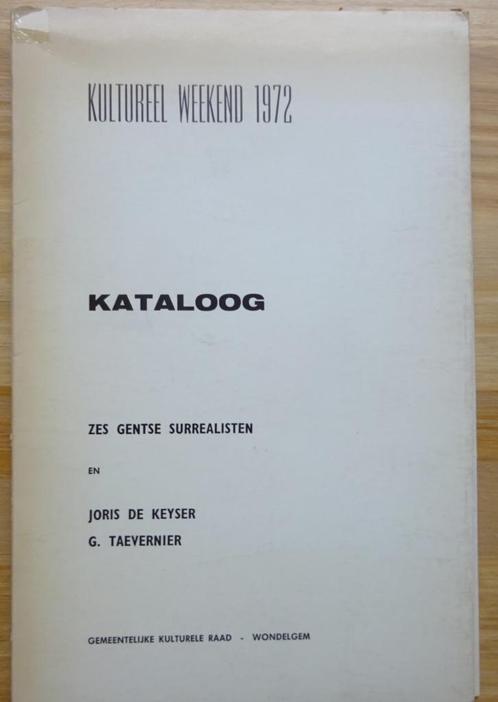 KULTUREEL WEEKEND 1972
KATALOOG
ZES GENTSE SURREALISTEN
EN
JORIS DE KEYSER
G. TAEVERNIER
GEMEENTELIJKE KULTURELE RAAD - WONDELGEM